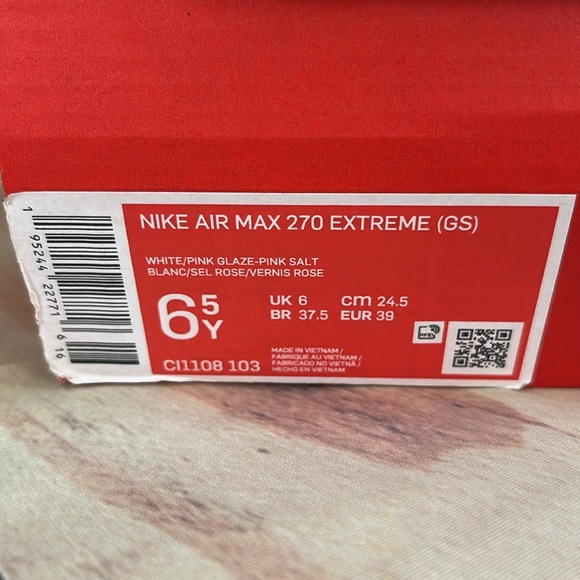 NIKE AIR MAX 270 EXTREME (GS)
WHITE/PINK GLAZE-PINK SALT
BLANC/SEL ROSE/VERNIS ROSE
6 5 Y
UK 6 cm 24.5
BR 37.5 EUR 39
CI1108 103
MADE IN VIETNAM /
FABRIQUE AU VIETNAM /
FABRICADO NO VIETNÃ /
HECHO EN VIETNAM
1 95244 22771 6 16